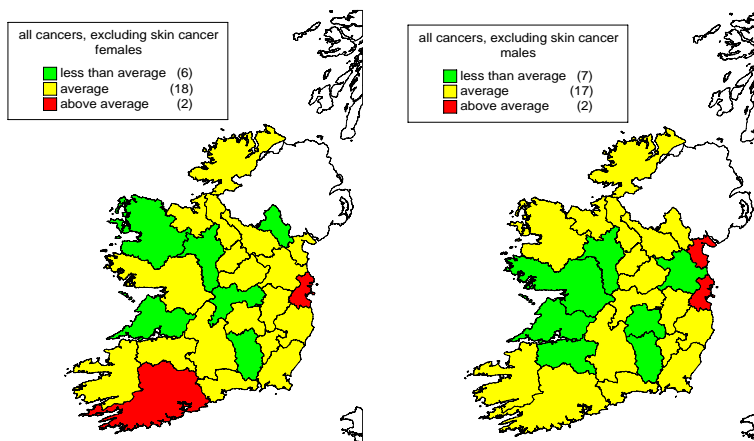 all cancers, excluding skin cancer
females
less than average (6)
average (18)
above average (2)
all cancers, excluding skin cancer
males
less than average (7)
average (17)
above average (2)